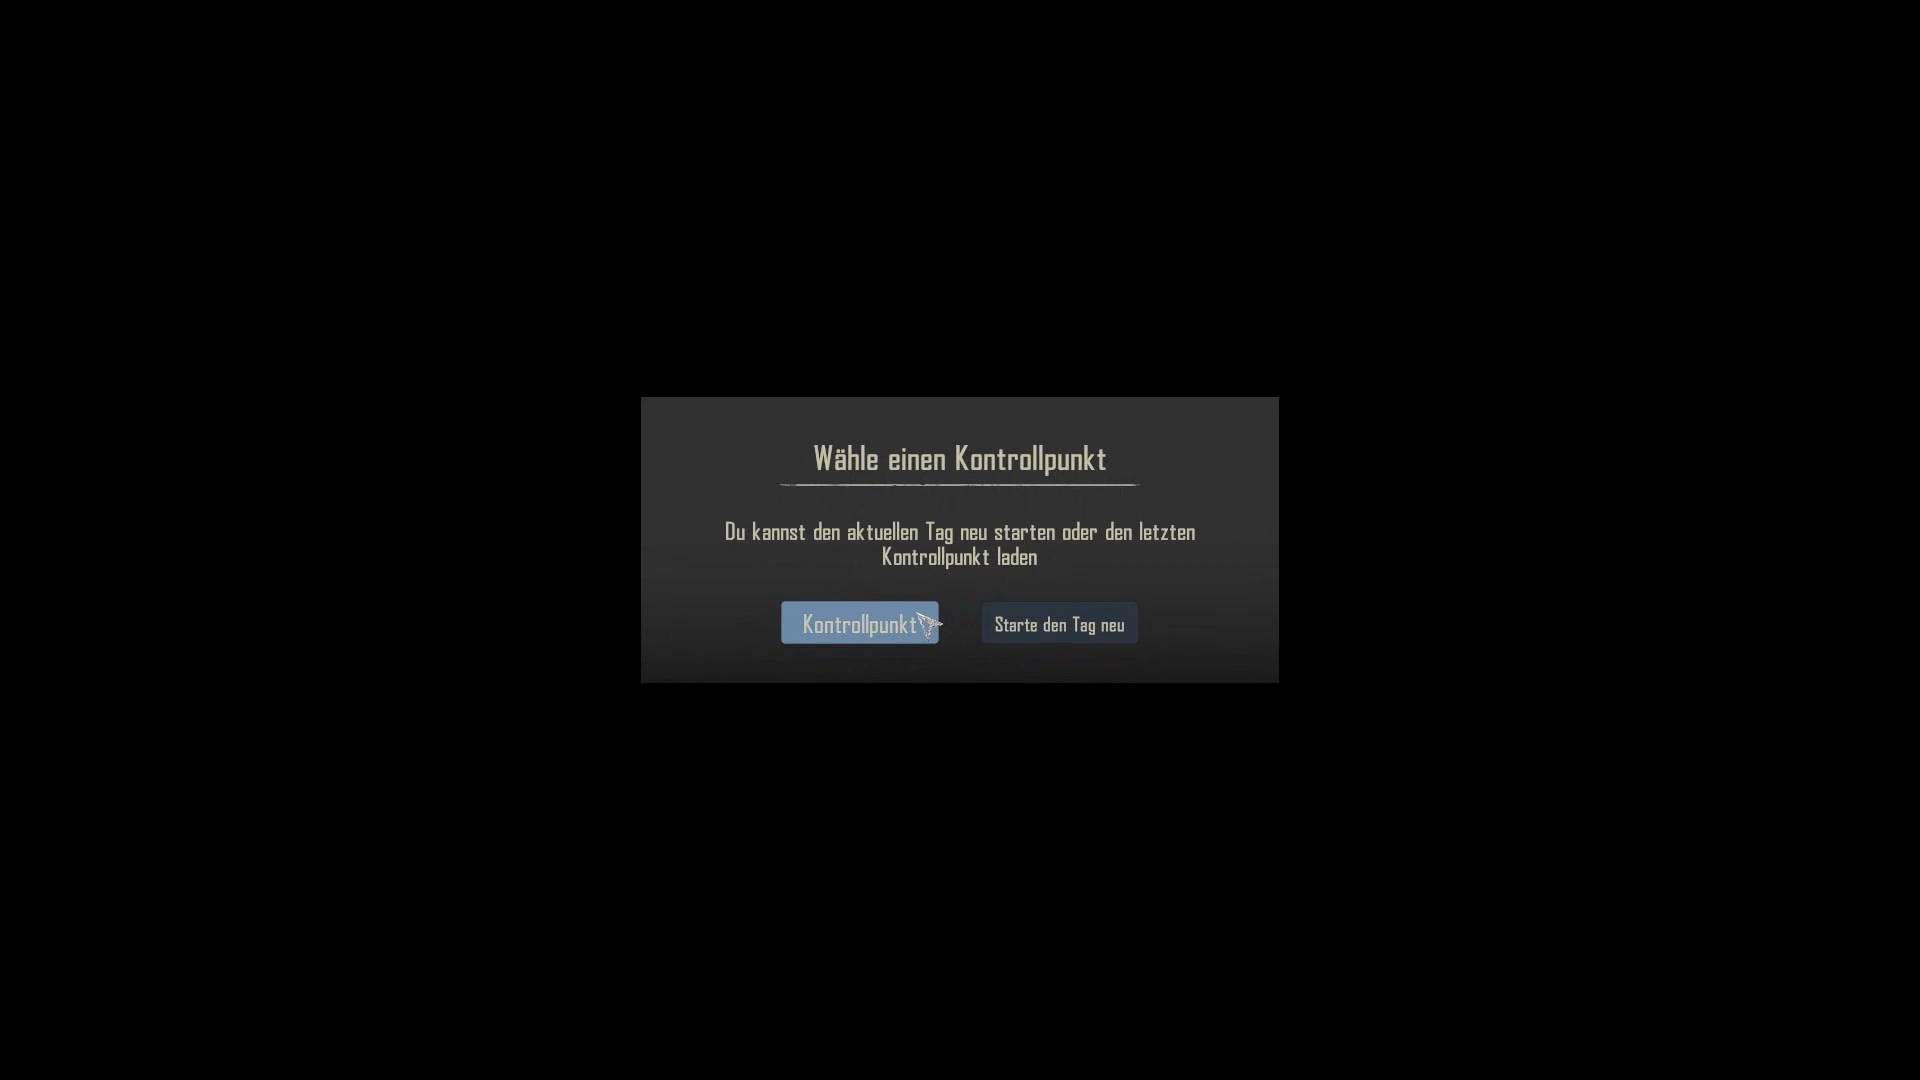 Wähle einen Kontrollpunkt
Du kannst den aktuellen Tag neu starten oder den letzten
Kontrollpunkt laden
Kontrollpunkt
Starte den Tag neu